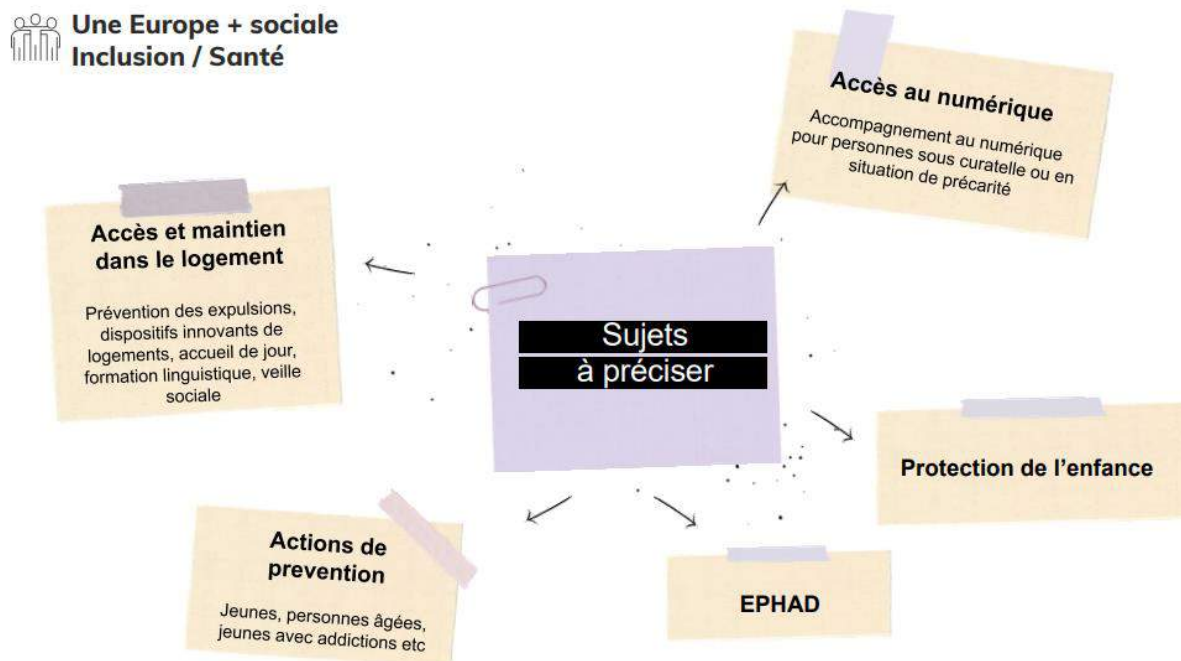 Une Europe + sociale
Inclusion / Santé
Accès au numérique
Accompagnement au numérique
pour personnes sous curatelle ou en
situation de précarité
Accès et maintien
dans le logement
Prévention des expulsions,
dispositifs innovants de
logements, accueil de jour,
formation linguistique, veille
sociale
Sujets
à préciser
Protection de l'enfance
Actions de
prevention
Jeunes, personnes âgées,
jeunes avec addictions etc
EPHAD